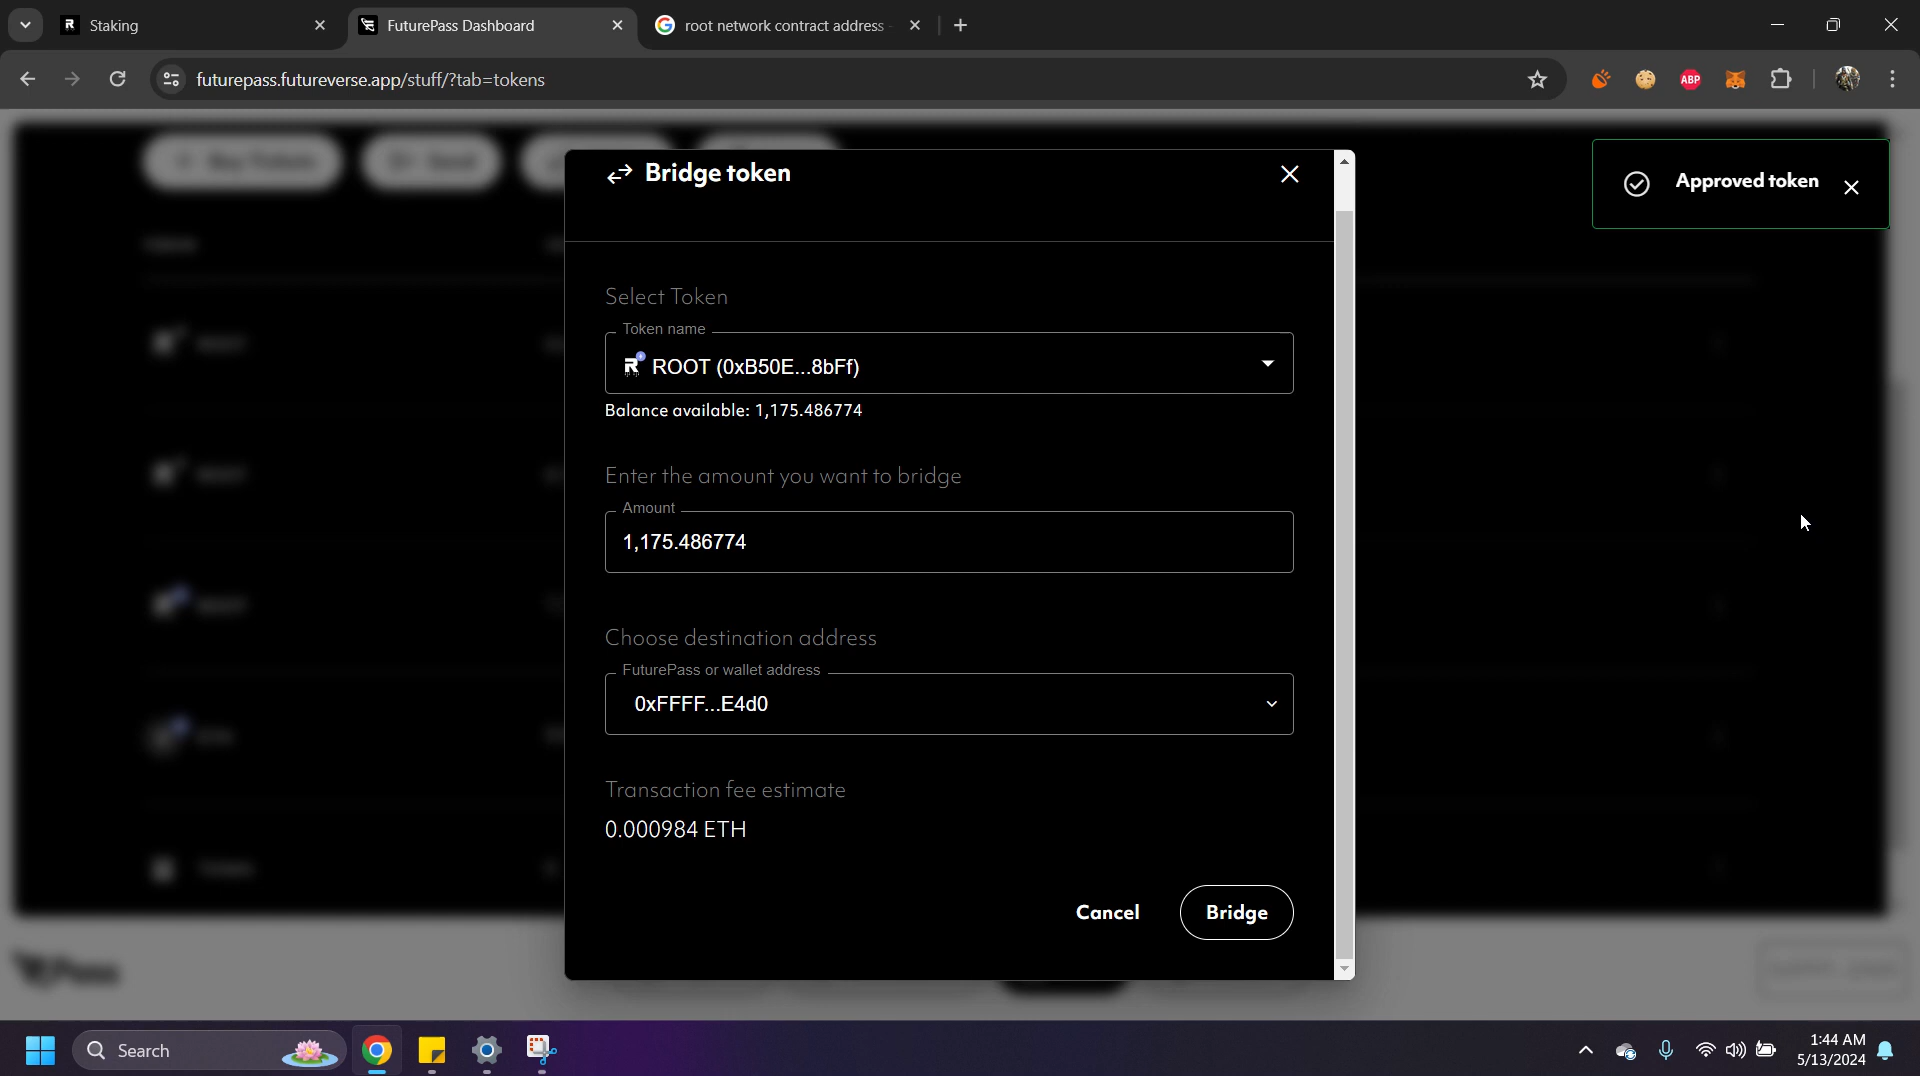 Staking
FuturePass Dashboard
root network contract address
futurepass.futureverse.app/stuff/?tab=tokens
ABP
Bridge token
Approved token
Select Token
Token name
ROOT (0xB50E...8bFf)
Balance available: 1,175.486774
Enter the amount you want to bridge
Amount
1,175.486774
Choose destination address
FuturePass or wallet address
0xFFFF...E4d0
Transaction fee estimate
0.000984 ETH
Cancel
Bridge
Search
1:44 AM
5/13/2024